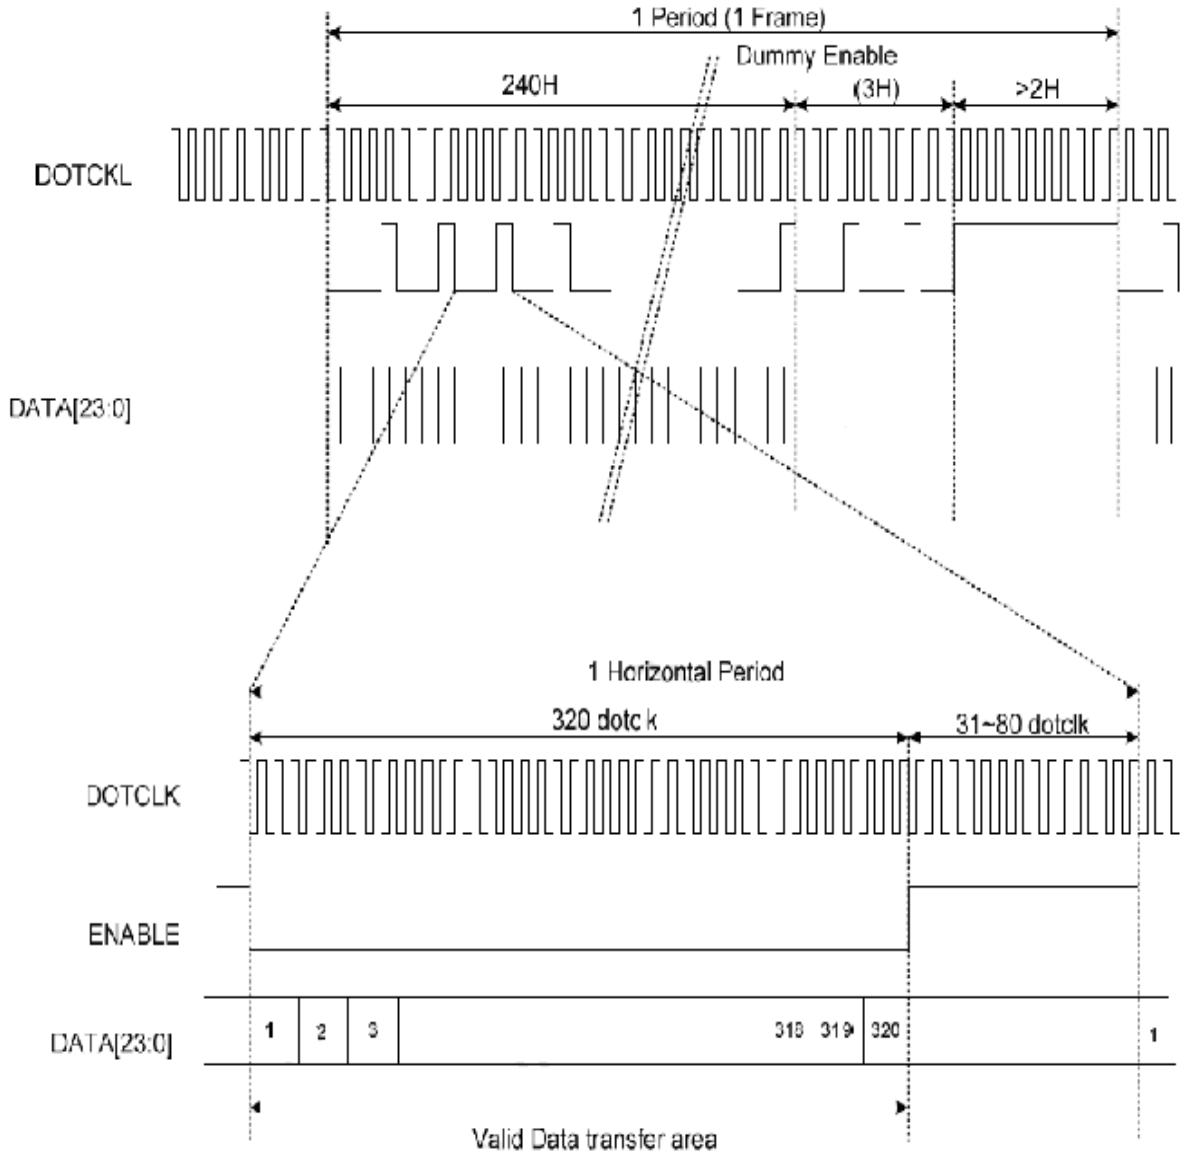 1 Period (1 Frame)
Dummy Enable
240H
(3H)
>2H
DOTCKL
DATA[23:0]
1 Horizontal Period
320 dotc k
31~80 dotclk
DOTCLK
ENABLE
DATA[23:0]
1 2 3 318 319 320 1
Valid Data transfer area